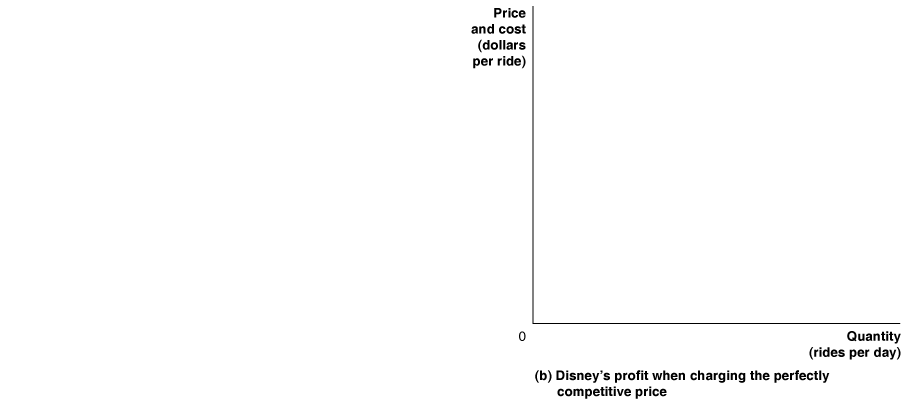 Price
and cost
(dollars
per ride)
0
Quantity
(rides per day)
(b) Disney’s profit when charging the perfectly
competitive price